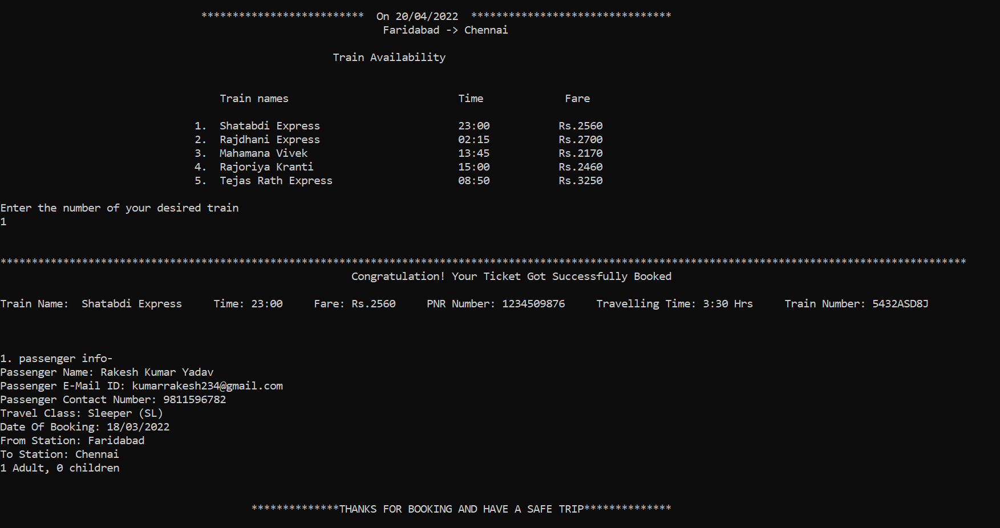 ************************** On 20/04/2022 ********************************
Faridabad -> Chennai
Train Availability
Train names Time Fare
1. Shatabdi Express 23:00 Rs.2560
2. Rajdhani Express 02:15 Rs.2700
3. Mahamana Vivek 13:45 Rs.2170
4. Rajoriya Kranti 15:00 Rs.2460
5. Tejas Rath Express 08:50 Rs.3250
Enter the number of your desired train
1
**********************************************************************************************************************************************************
Congratulation! Your Ticket Got Successfully Booked
Train Name: Shatabdi Express Time: 23:00 Fare: Rs.2560 PNR Number: 1234509876 Travelling Time: 3:30 Hrs Train Number: 5432ASD8J
1. passenger info-
Passenger Name: Rakesh Kumar Yadav
Passenger E-Mail ID: kumarrakesh234@gmail.com
Passenger Contact Number: 9811596782
Travel Class: Sleeper (SL)
Date Of Booking: 18/03/2022
From Station: Faridabad
To Station: Chennai
1 Adult, 0 children
**************THANKS FOR BOOKING AND HAVE A SAFE TRIP**************